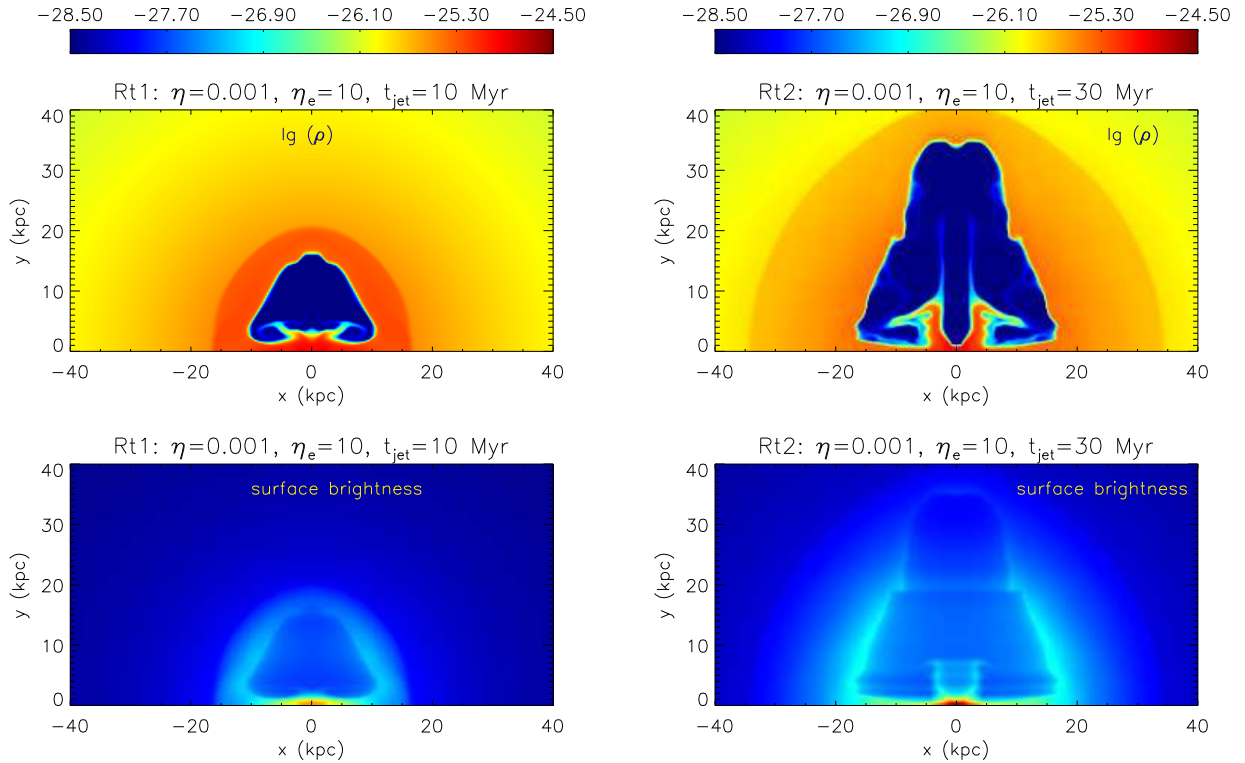 −28.50 −27.70 −26.90 −26.10 −25.30 −24.50
−28.50 −27.70 −26.90 −26.10 −25.30 −24.50
Rt1: η=0.001, ηe=10, tjet=10 Myr
lg (ρ)
40
30
20
10
0
y (kpc)
−40 −20 0 20 40
x (kpc)
Rt2: η=0.001, ηe=10, tjet=30 Myr
lg (ρ)
40
30
20
10
0
y (kpc)
−40 −20 0 20 40
x (kpc)
Rt1: η=0.001, ηe=10, tjet=10 Myr
surface brightness
40
30
20
10
0
y (kpc)
−40 −20 0 20 40
x (kpc)
Rt2: η=0.001, ηe=10, tjet=30 Myr
surface brightness
40
30
20
10
0
y (kpc)
−40 −20 0 20 40
x (kpc)